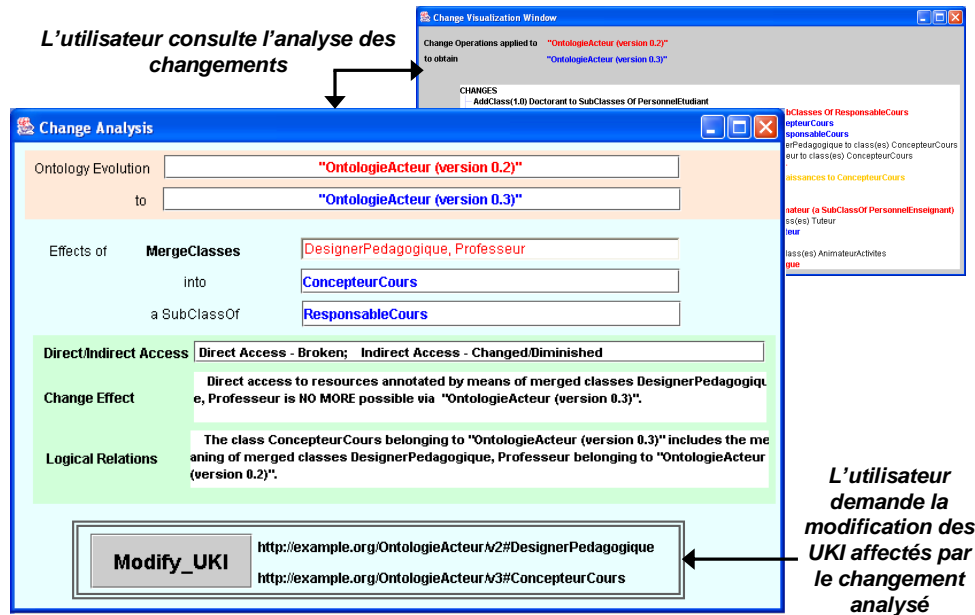 L'utilisateur consulte l'analyse des
changements
Change Visualization Window
Change Operations applied to "OntologieActeur (version 0.2)"
to obtain "OntologieActeur (version 0.3)"
CHANGES
AddClass(1.0) Doctorant to SubClasses Of PersonnelEtudiant
Classes Of ResponsableCours
epteurCours
sponsableCours
erPedagogique to class(es) ConcepteurCours
eur to class(es) ConcepteurCours
aissances to ConcepteurCours
mateur (a SubClassOf PersonnelEnseignant)
ss(es) Tuteur
teur
lass(es) AnimateurActivites
gue
Change Analysis
Ontology Evolution "OntologieActeur (version 0.2)"
to "OntologieActeur (version 0.3)"
Effects of MergeClasses DesignerPedagogique, Professeur
into ConcepteurCours
a SubClassOf ResponsableCours
Direct/Indirect Access Direct Access - Broken; Indirect Access - Changed/Diminished
Change Effect
Direct access to resources annotated by means of merged classes DesignerPedagogiqu
e, Professeur is NO MORE possible via "OntologieActeur (version 0.3)".
Logical Relations
The class ConcepteurCours belonging to "OntologieActeur (version 0.3)" includes the me
aning of merged classes DesignerPedagogique, Professeur belonging to "OntologieActeur
(version 0.2)".
Modify_UKI
http://example.org/OntologieActeur/v2#DesignerPedagogique
http://example.org/OntologieActeur/v3#ConcepteurCours
L'utilisateur
demande la
modification des
UKI affectés par
le changement
analysé